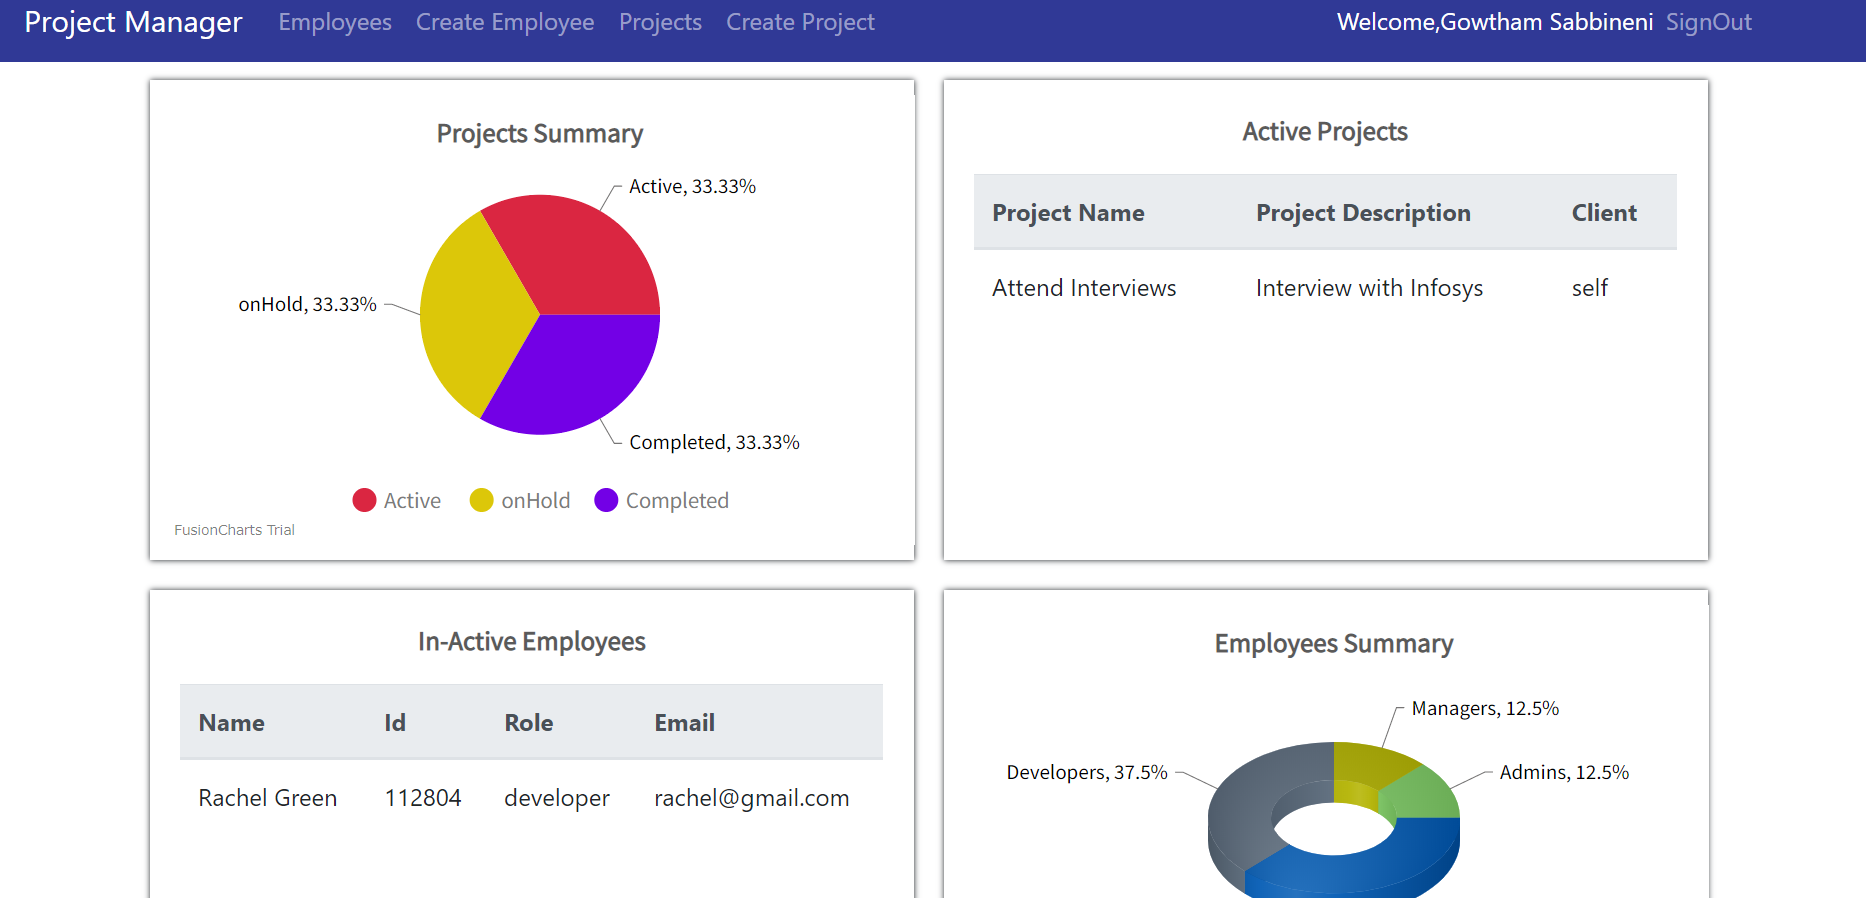 Project Manager Employees Create Employee Projects Create Project Welcome,Gowtham Sabbineni SignOut
Projects Summary
Active, 33.33%
onHold, 33.33%
Completed, 33.33%
Active onHold Completed
FusionCharts Trial
Active Projects
Project Name Project Description Client
Attend Interviews Interview with Infosys self
In-Active Employees
Name Id Role Email
Rachel Green 112804 developer rachel@gmail.com
Employees Summary
Managers, 12.5%
Developers, 37.5%
Admins, 12.5%